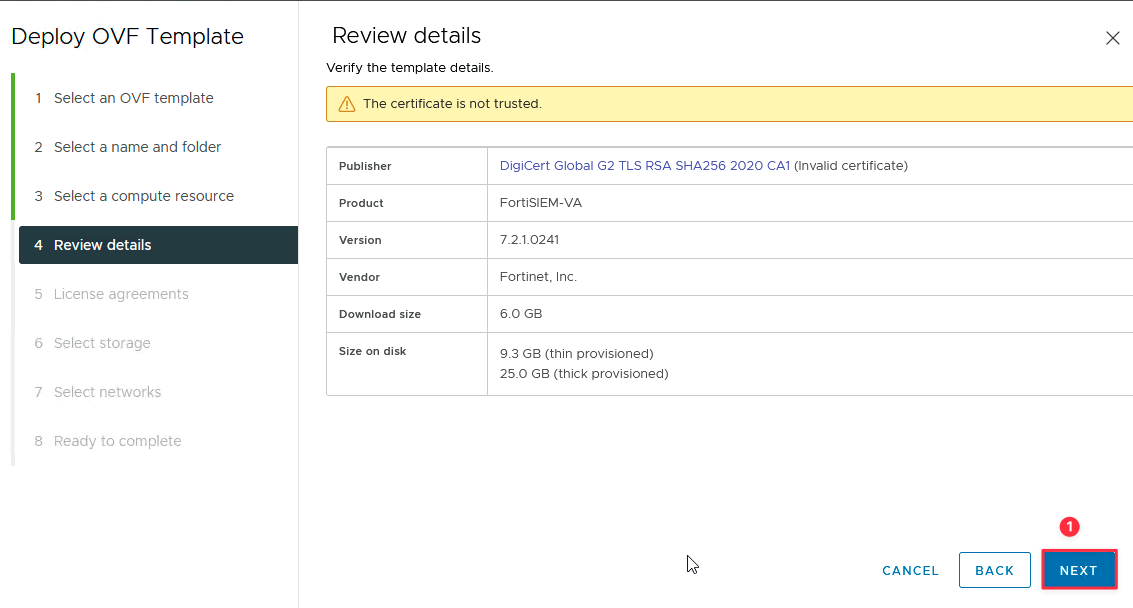 Deploy OVF Template
1 Select an OVF template
2 Select a name and folder
3 Select a compute resource
4 Review details
5 License agreements
6 Select storage
7 Select networks
8 Ready to complete
Review details
Verify the template details.
The certificate is not trusted.
Publisher DigiCert Global G2 TLS RSA SHA256 2020 CA1 (Invalid certificate)
Product FortiSIEM-VA
Version 7.2.1.0241
Vendor Fortinet, Inc.
Download size 6.0 GB
Size on disk 9.3 GB (thin provisioned)
25.0 GB (thick provisioned)
1
CANCEL BACK NEXT